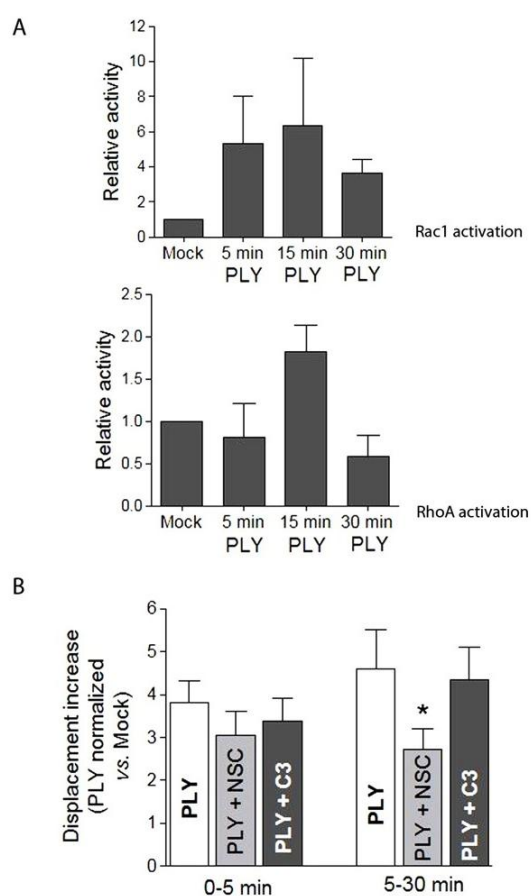 A
Relative activity
12
10
8
6
4
2
0
Mock
5 min
PLY
15 min
PLY
30 min
PLY
Rac1 activation
Relative activity
2.5
2.0
1.5
1.0
0.5
0.0
Mock
5 min
PLY
15 min
PLY
30 min
PLY
RhoA activation
B
Displacement increase
(PLY normalized
vs. Mock)
6
5
4
3
2
1
0
PLY
PLY + NSC
PLY + C3
PLY
*
PLY + NSC
PLY + C3
0-5 min
5-30 min